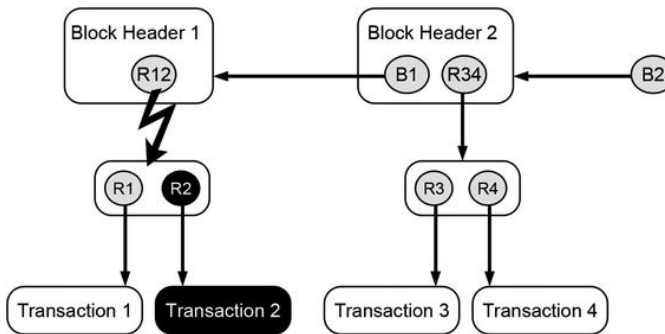 Block Header 1
Block Header 2
R12
B1
R34
B2
R1
R2
R3
R4
Transaction 1
Transaction 2
Transaction 3
Transaction 4